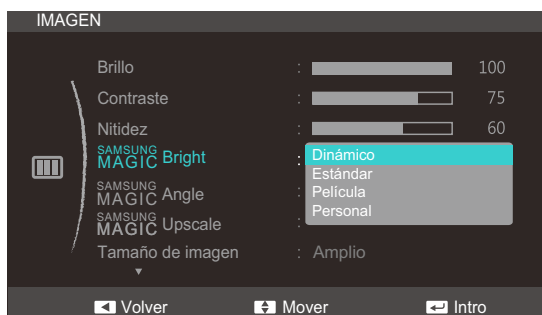 IMAGEN
Brillo : 100
Contraste : 75
Nitidez : 60
SAMSUNG MAGIC Bright : Dinámico
Estándar
Película
Personal
SAMSUNG MAGIC Angle :
SAMSUNG MAGIC Upscale :
Tamaño de imagen : Amplio
Volver Mover Intro